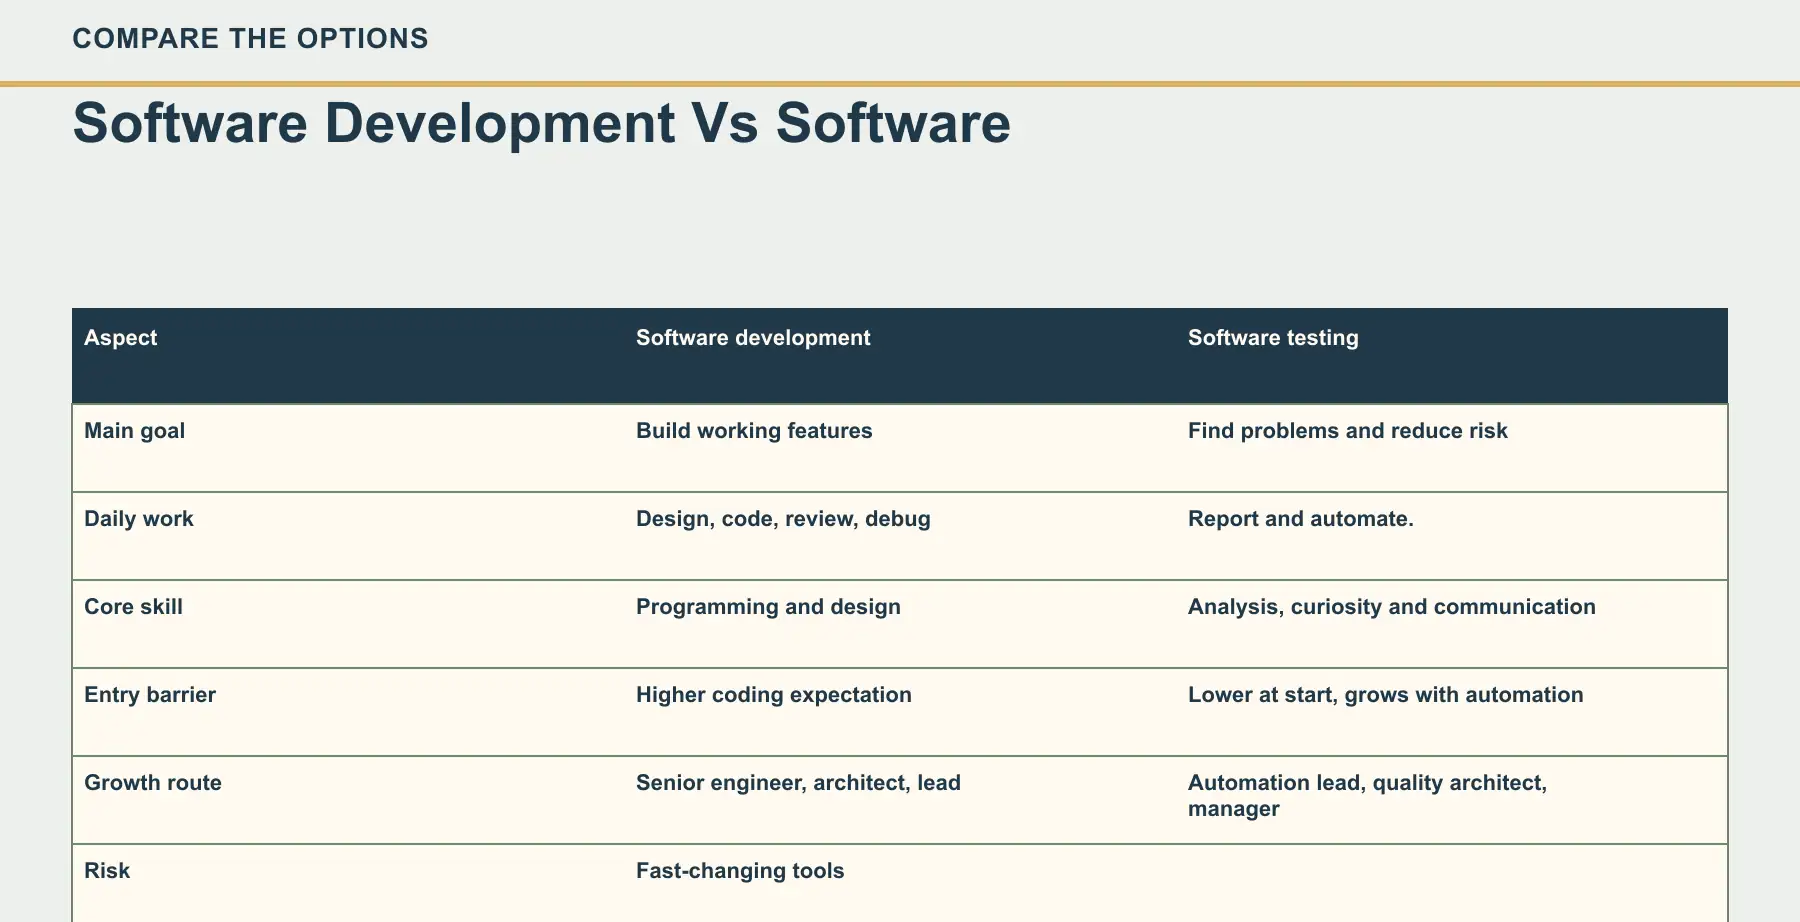 COMPARE THE OPTIONS
Software Development Vs Software
Aspect Software development Software testing
Main goal Build working features Find problems and reduce risk
Daily work Design, code, review, debug Report and automate.
Core skill Programming and design Analysis, curiosity and communication
Entry barrier Higher coding expectation Lower at start, grows with automation
Growth route Senior engineer, architect, lead Automation lead, quality architect,
manager
Risk Fast-changing tools